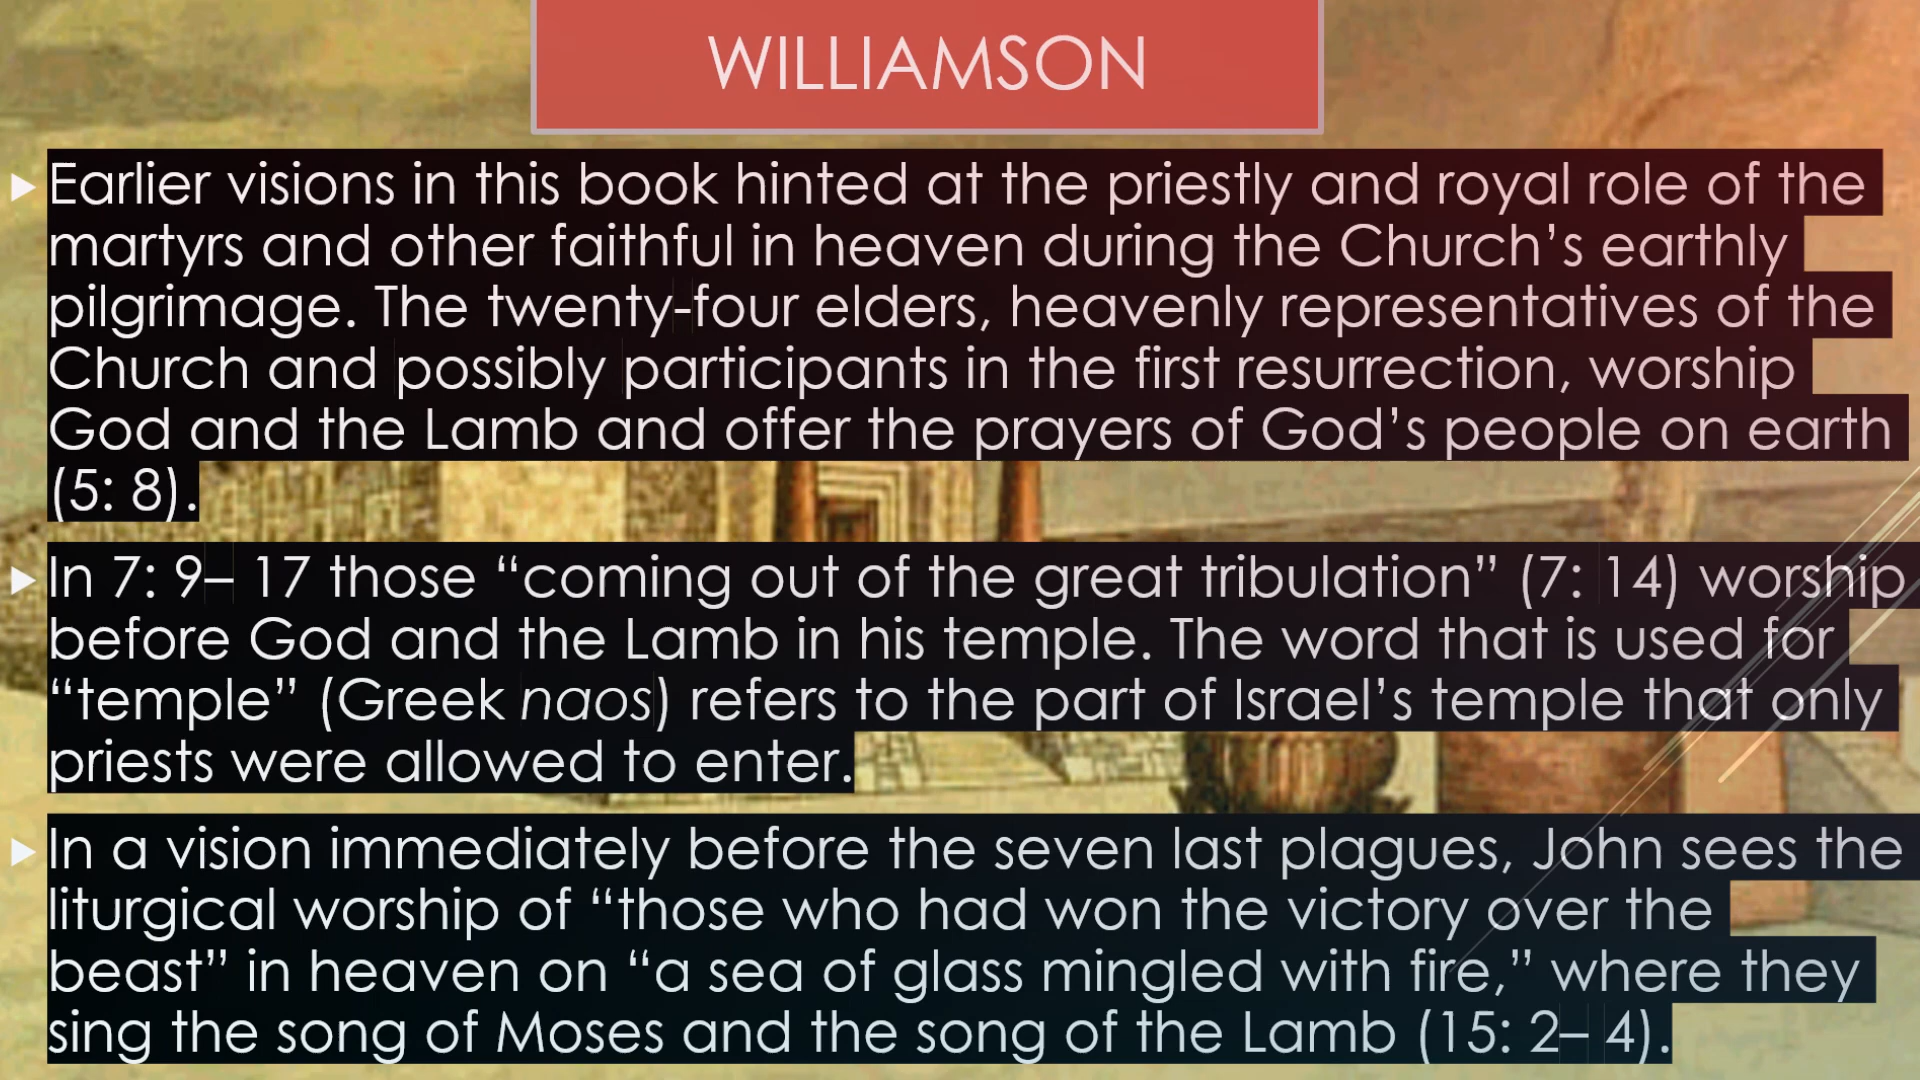 WILLIAMSON
Earlier visions in this book hinted at the priestly and royal role of the
martyrs and other faithful in heaven during the Church’s earthly
pilgrimage. The twenty-four elders, heavenly representatives of the
Church and possibly participants in the first resurrection, worship
God and the Lamb and offer the prayers of God’s people on earth
(5: 8).
In 7: 9– 17 those “coming out of the great tribulation” (7: 14) worship
before God and the Lamb in his temple. The word that is used for
“temple” (Greek naos) refers to the part of Israel’s temple that only
priests were allowed to enter.
In a vision immediately before the seven last plagues, John sees the
liturgical worship of “those who had won the victory over the
beast” in heaven on “a sea of glass mingled with fire,” where they
sing the song of Moses and the song of the Lamb (15: 2– 4).